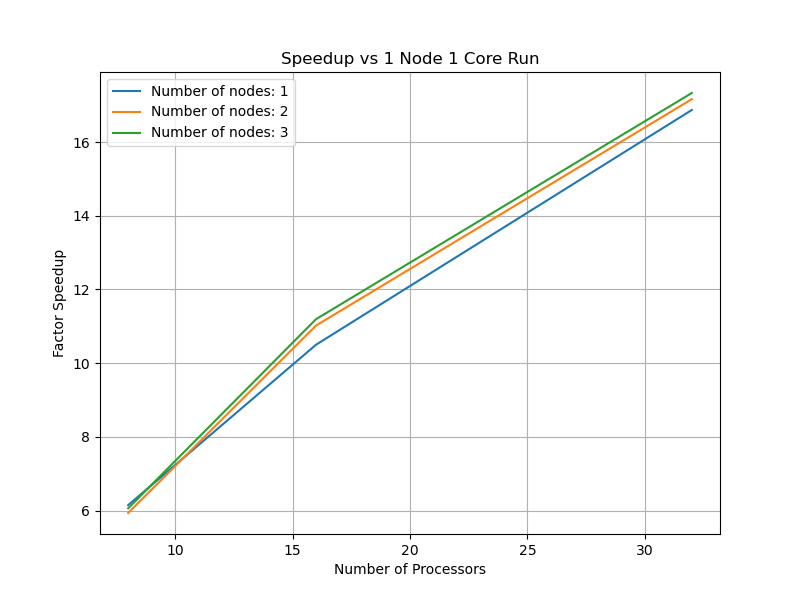 Speedup vs 1 Node 1 Core Run
Number of nodes: 1
Number of nodes: 2
Number of nodes: 3
Factor Speedup
16
14
12
10
8
6
10 15 20 25 30
Number of Processors